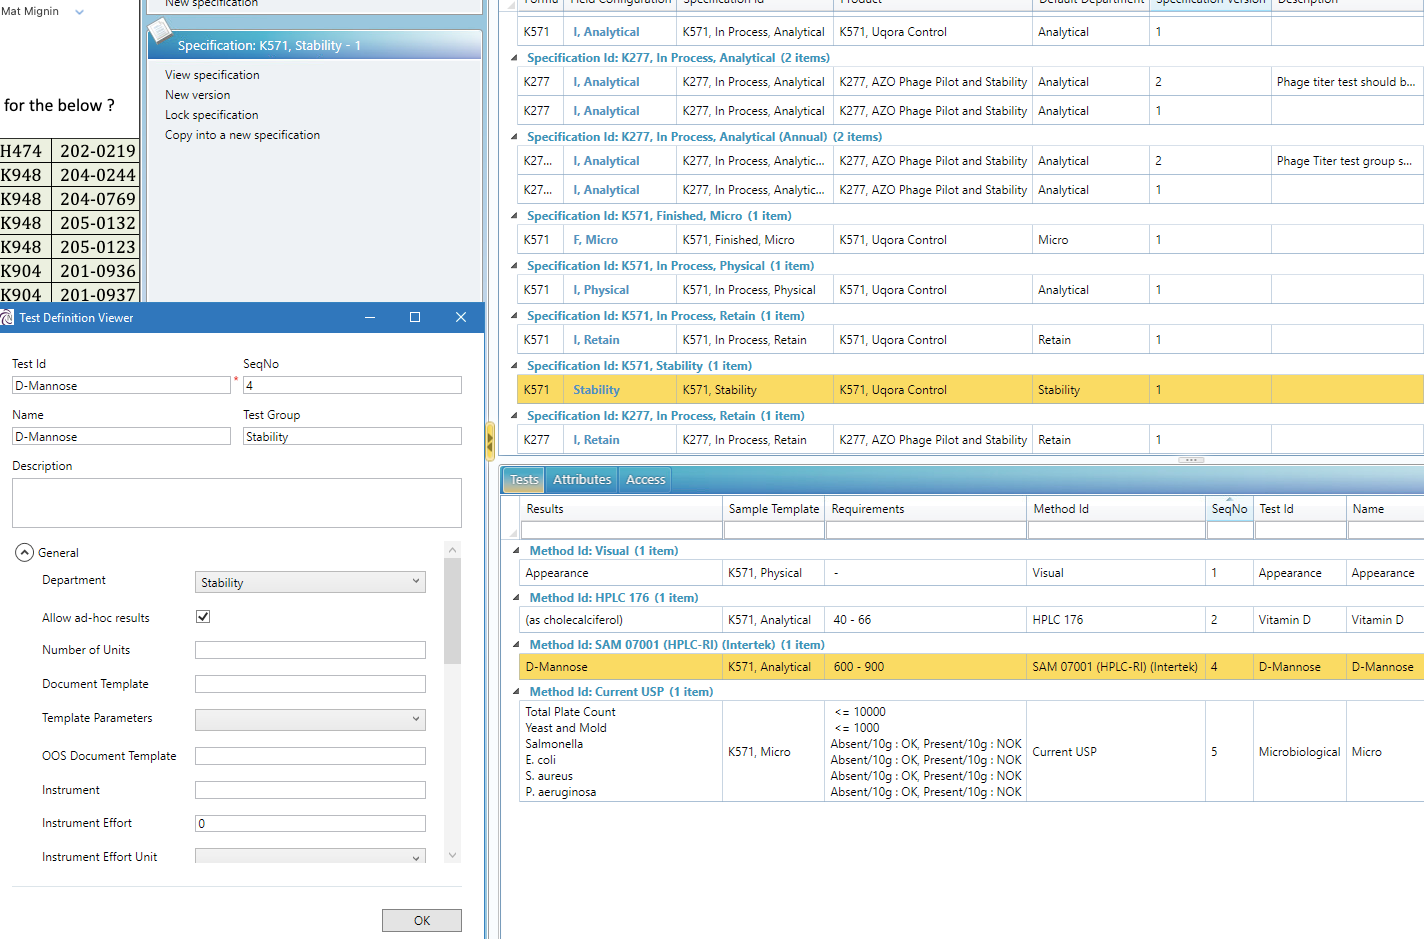 Mat Mignin
New specification
Specification: K571, Stability - 1
View specification
New version
Lock specification
Copy into a new specification
for the below ?
H474 202-0219
K948 204-0244
K948 204-0769
K948 205-0132
K948 205-0123
K904 201-0936
K904 201-0937
Test Definition Viewer
Test Id SeqNo
D-Mannose * 4
Name Test Group
D-Mannose Stability
Description
General
Department Stability
Allow ad-hoc results
Number of Units
Document Template
Template Parameters
OOS Document Template
Instrument
Instrument Effort 0
Instrument Effort Unit
OK
Field Configuration Specification Id Product Default Department Specification Version Description
K571 I, Analytical K571, In Process, Analytical K571, Uqora Control Analytical 1
Specification Id: K277, In Process, Analytical (2 items)
K277 I, Analytical K277, In Process, Analytical K277, AZO Phage Pilot and Stability Analytical 2 Phage titer test should b...
K277 I, Analytical K277, In Process, Analytical K277, AZO Phage Pilot and Stability Analytical 1
Specification Id: K277, In Process, Analytical (Annual) (2 items)
K27... I, Analytical K277, In Process, Analytic... K277, AZO Phage Pilot and Stability Analytical 2 Phage Titer test group s...
K27... I, Analytical K277, In Process, Analytic... K277, AZO Phage Pilot and Stability Analytical 1
Specification Id: K571, Finished, Micro (1 item)
K571 F, Micro K571, Finished, Micro K571, Uqora Control Micro 1
Specification Id: K571, In Process, Physical (1 item)
K571 I, Physical K571, In Process, Physical K571, Uqora Control Analytical 1
Specification Id: K571, In Process, Retain (1 item)
K571 I, Retain K571, In Process, Retain K571, Uqora Control Retain 1
Specification Id: K571, Stability (1 item)
K571 Stability K571, Stability K571, Uqora Control Stability 1
Specification Id: K277, In Process, Retain (1 item)
K277 I, Retain K277, In Process, Retain K277, AZO Phage Pilot and Stability Retain 1
Tests Attributes Access
Results Sample Template Requirements Method Id SeqNo Test Id Name
Method Id: Visual (1 item)
Appearance K571, Physical - Visual 1 Appearance Appearance
Method Id: HPLC 176 (1 item)
(as cholecalciferol) K571, Analytical 40 - 66 HPLC 176 2 Vitamin D Vitamin D
Method Id: SAM 07001 (HPLC-RI) (Intertek) (1 item)
D-Mannose K571, Analytical 600 - 900 SAM 07001 (HPLC-RI) (Intertek) 4 D-Mannose D-Mannose
Method Id: Current USP (1 item)
Total Plate Count <= 10000
Yeast and Mold <= 1000
Salmonella Absent/10g : OK, Present/10g : NOK
K571, Micro Current USP 5 Microbiological Micro
E. coli Absent/10g : OK, Present/10g : NOK
S. aureus Absent/10g : OK, Present/10g : NOK
P. aeruginosa Absent/10g : OK, Present/10g : NOK